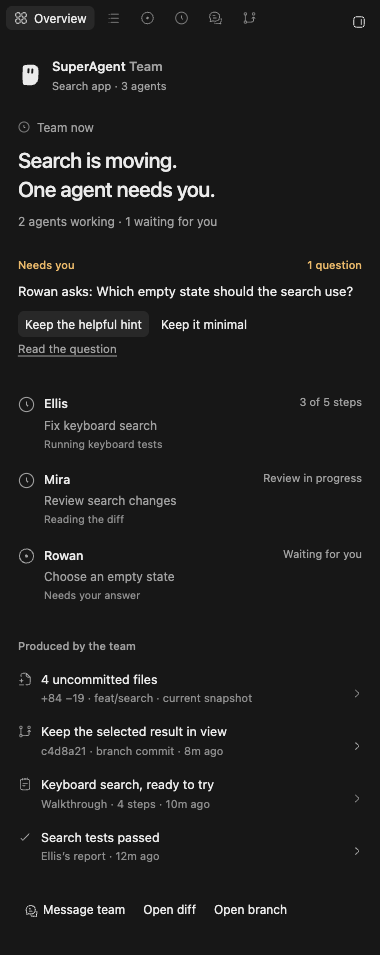 Overview
SuperAgent Team
Search app · 3 agents
Team now
Search is moving.
One agent needs you.
2 agents working · 1 waiting for you
Needs you 1 question
Rowan asks: Which empty state should the search use?
Keep the helpful hint Keep it minimal
Read the question
Ellis 3 of 5 steps
Fix keyboard search
Running keyboard tests
Mira Review in progress
Review search changes
Reading the diff
Rowan Waiting for you
Choose an empty state
Needs your answer
Produced by the team
4 uncommitted files
+84 −19 · feat/search · current snapshot
Keep the selected result in view
c4d8a21 · branch commit · 8m ago
Keyboard search, ready to try
Walkthrough · 4 steps · 10m ago
Search tests passed
Ellis's report · 12m ago
Message team Open diff Open branch